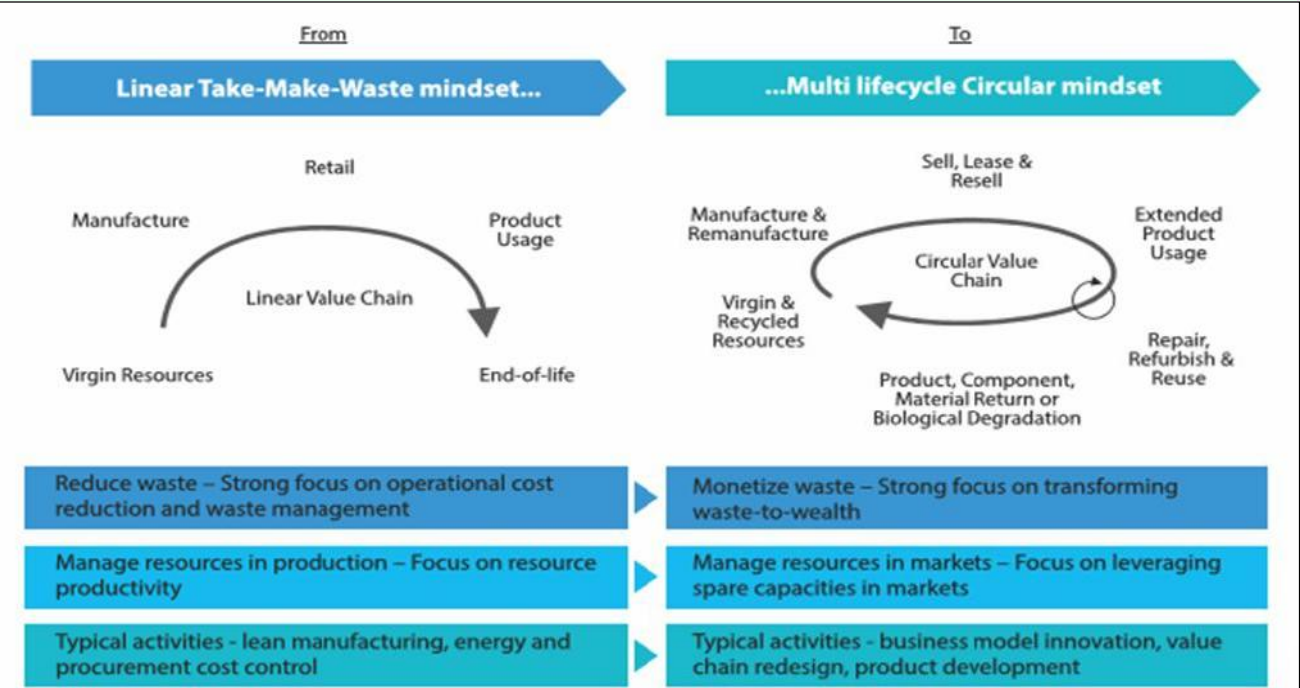 From
Linear Take-Make-Waste mindset...
Retail
Manufacture
Product
Usage
Linear Value Chain
Virgin Resources
End-of-life
To
...Multi lifecycle Circular mindset
Sell, Lease &
Resell
Manufacture &
Remanufacture
Extended
Product
Usage
Circular Value
Chain
Virgin &
Recycled
Resources
Repair,
Refurbish &
Reuse
Product, Component,
Material Return or
Biological Degradation
Reduce waste – Strong focus on operational cost
reduction and waste management
Monetize waste – Strong focus on transforming
waste-to-wealth
Manage resources in production – Focus on resource
productivity
Manage resources in markets – Focus on leveraging
spare capacities in markets
Typical activities - lean manufacturing, energy and
procurement cost control
Typical activities - business model innovation, value
chain redesign, product development